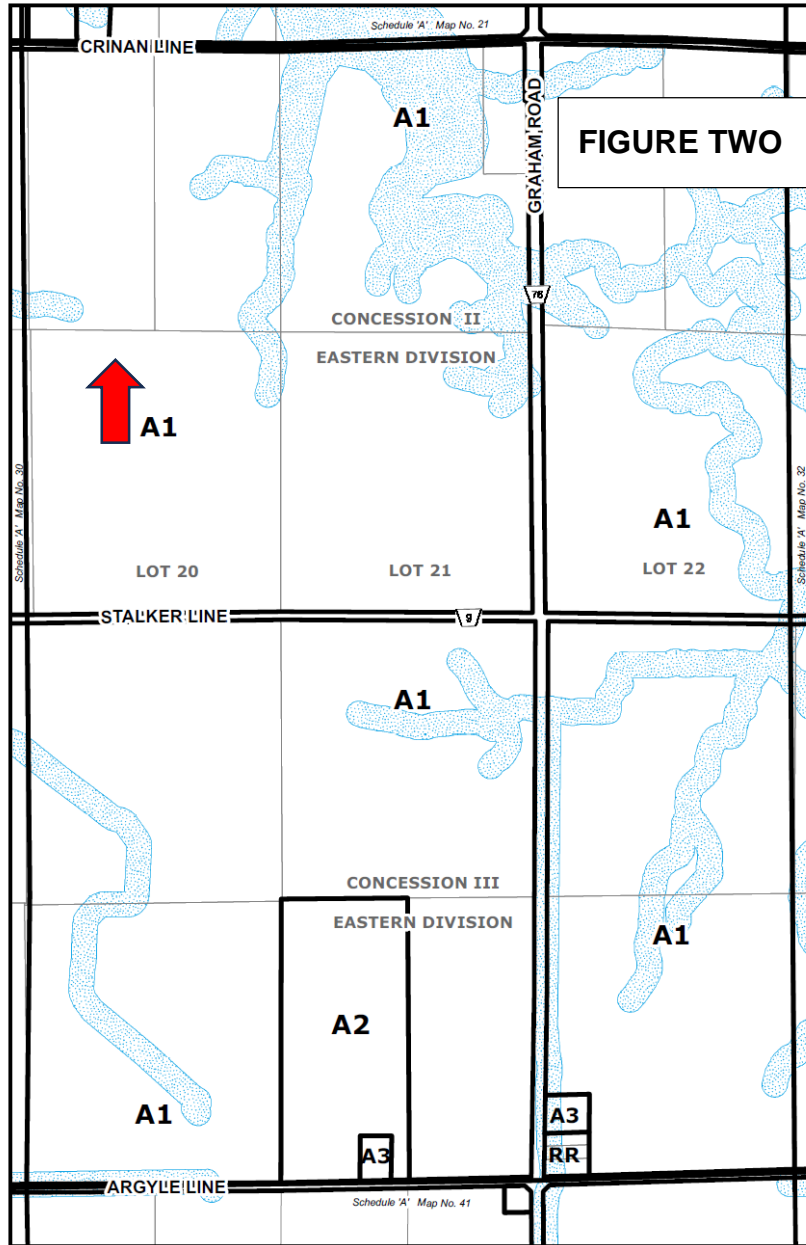 Schedule 'A' Map No. 21
CRINAN LINE
A1
GRAHAM ROAD
FIGURE TWO
76
CONCESSION II
EASTERN DIVISION
A1
Schedule 'A' Map No. 30
Schedule 'A' Map No. 32
A1
LOT 20
LOT 21
LOT 22
STALKER LINE
9
A1
CONCESSION III
EASTERN DIVISION
A1
A2
A1
A3
A3
RR
ARGYLE LINE
Schedule 'A' Map No. 41